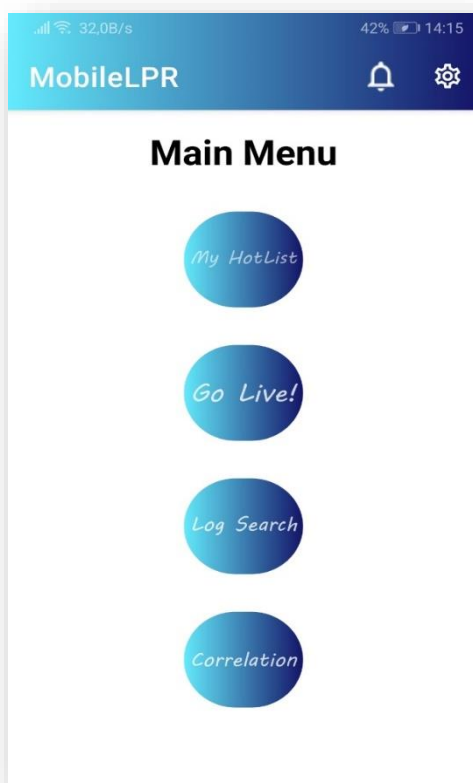 32,0B/s 42% 14:15
MobileLPR
Main Menu
My HotList
Go Live!
Log Search
Correlation